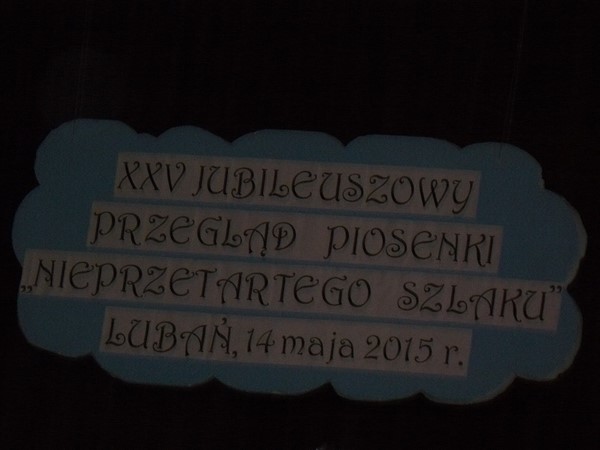 XXV JUBILEUSZOWY
PRZEGLĄD PIOSENKI
„NIEPRZETARTEGO SZLAKU”
LUBAŃ, 14 maja 2015 r.